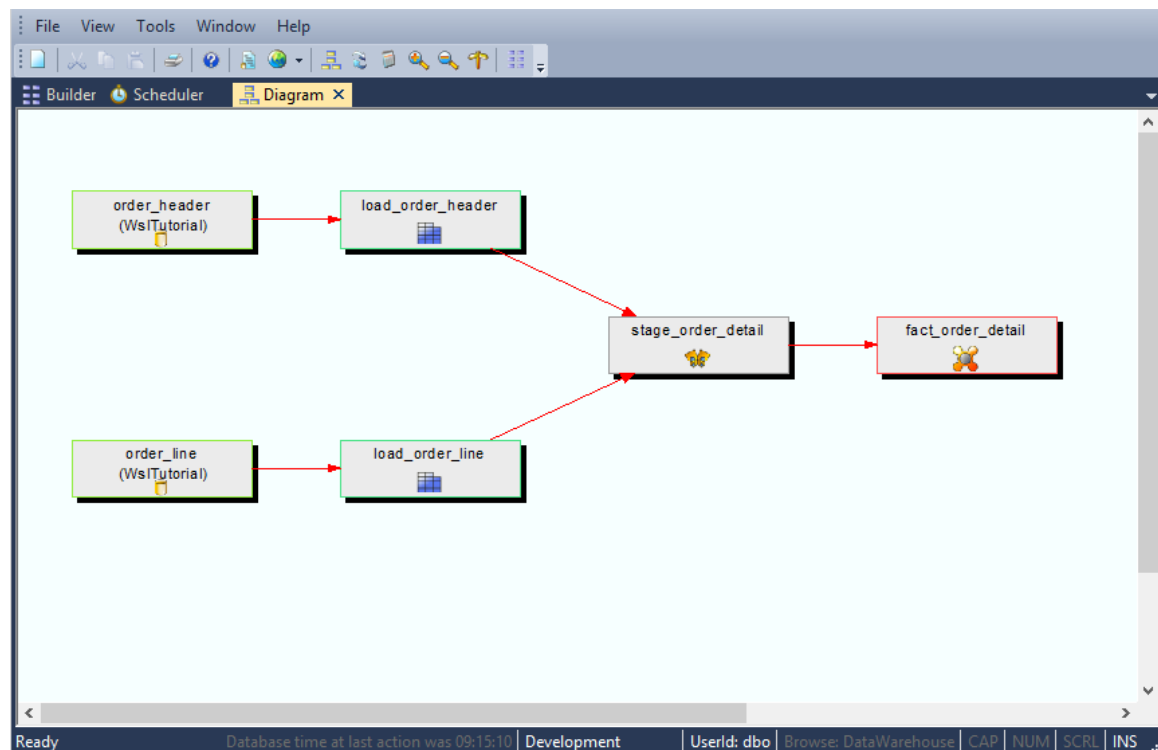 File View Tools Window Help
Builder Scheduler Diagram
order_header
(WslTutorial)
load_order_header
stage_order_detail
fact_order_detail
order_line
(WslTutorial)
load_order_line
Ready Database time at last action was 09:15:10 Development UserId: dbo Browse: DataWarehouse CAP NUM SCRL INS